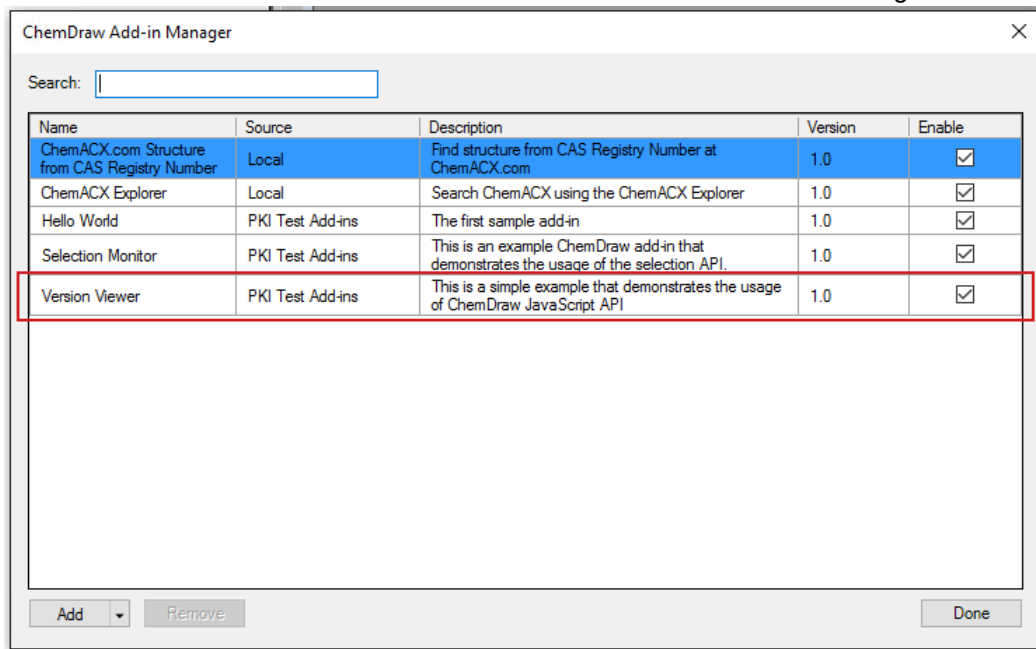 ChemDraw Add-in Manager
Search:
Name Source Description Version Enable
ChemACX.com Structure
from CAS Registry Number
Local
Find structure from CAS Registry Number at
ChemACX.com
1.0
ChemACX Explorer Local Search ChemACX using the ChemACX Explorer 1.0
Hello World PKI Test Add-ins The first sample add-in 1.0
Selection Monitor PKI Test Add-ins
This is an example ChemDraw add-in that
demonstrates the usage of the selection API.
1.0
Version Viewer PKI Test Add-ins
This is a simple example that demonstrates the usage
of ChemDraw JavaScript API
1.0
Add Remove Done